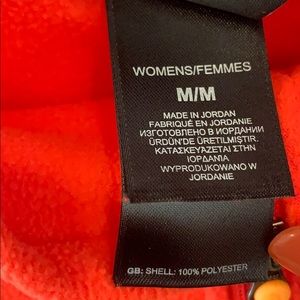 WOMENS/FEMMES
M/M
MADE IN JORDAN
FABRIQUÉ EN JORDANIE
ИЗГОТОВЛЕНО В ИОРДАНИИ
ÜRDÜN'DE ÜRETILMIŞTIR
ΚΑΤΑΣΚΕΥΑΖΕΤΑΙ ΣΤΗΝ
ΙΟΡΔΑΝΙΑ
WYPRODUKOWANO W
JORDANIE
GB: SHELL: 100% POLYESTER